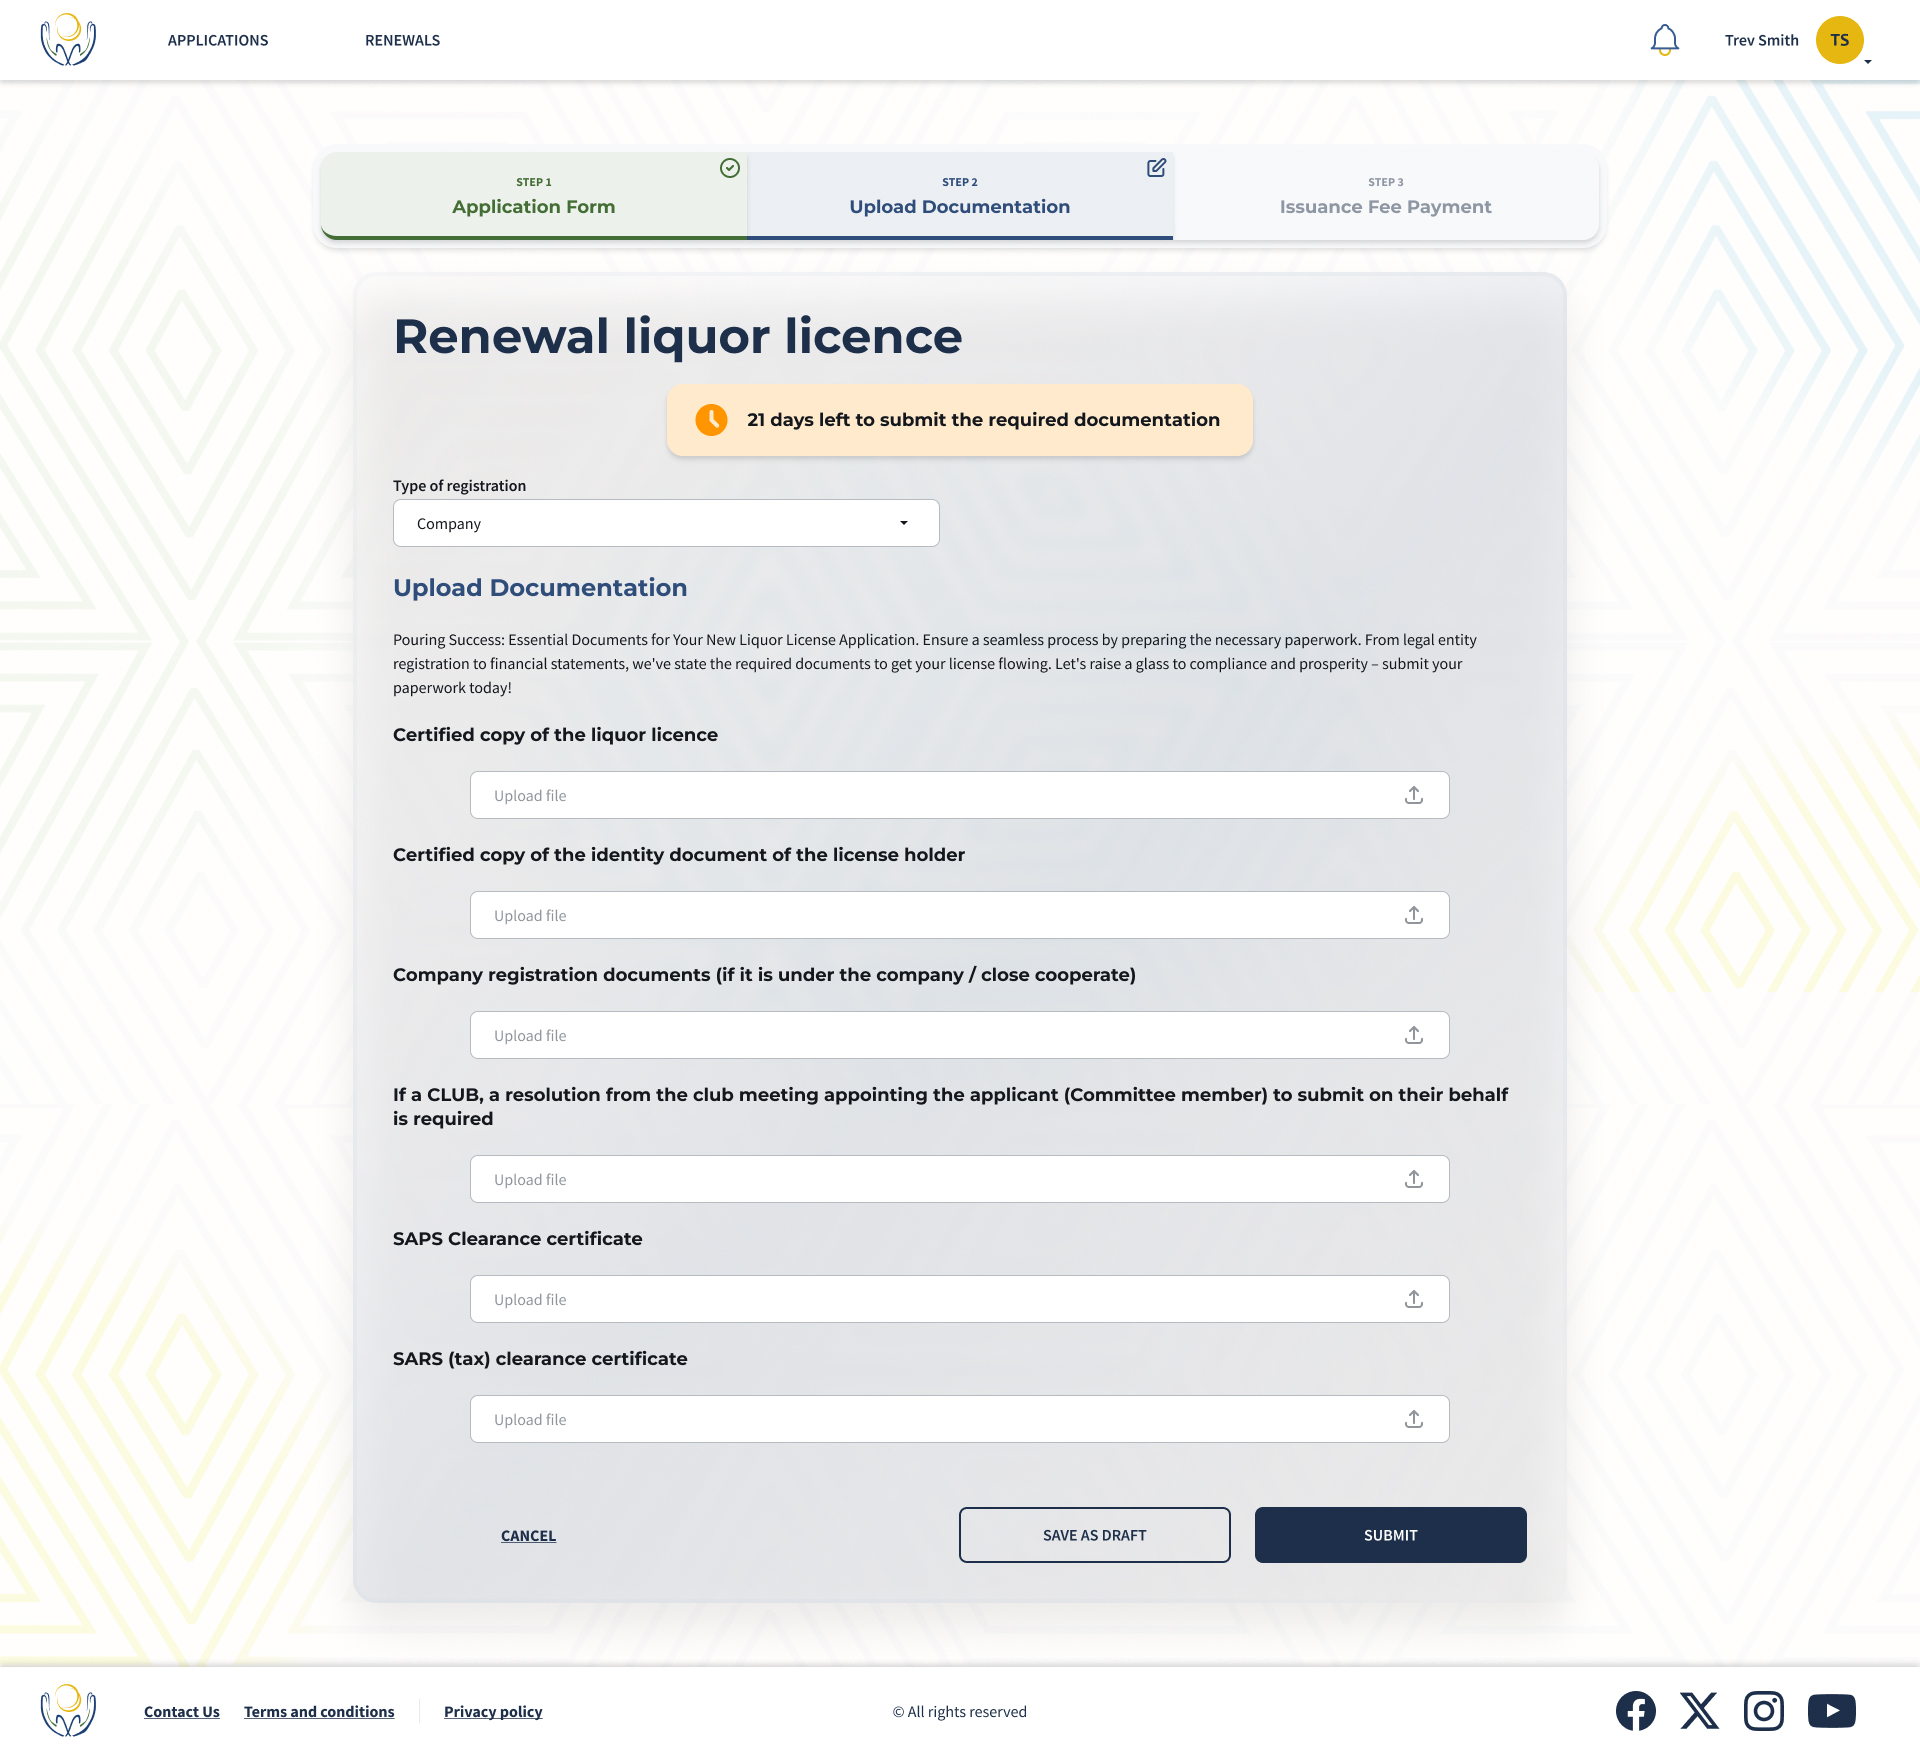 APPLICATIONS
RENEWALS
Trev Smith
TS
STEP 1
Application Form
STEP 2
Upload Documentation
STEP 3
Issuance Fee Payment
Renewal liquor licence
21 days left to submit the required documentation
Type of registration
Company
Upload Documentation
Pouring Success: Essential Documents for Your New Liquor License Application. Ensure a seamless process by preparing the necessary paperwork. From legal entity
registration to financial statements, we've state the required documents to get your license flowing. Let's raise a glass to compliance and prosperity – submit your
paperwork today!
Certified copy of the liquor licence
Upload file
Certified copy of the identity document of the license holder
Upload file
Company registration documents (if it is under the company / close cooperate)
Upload file
If a CLUB, a resolution from the club meeting appointing the applicant (Committee member) to submit on their behalf
is required
Upload file
SAPS Clearance certificate
Upload file
SARS (tax) clearance certificate
Upload file
CANCEL
SAVE AS DRAFT
SUBMIT
Contact Us
Terms and conditions
Privacy policy
© All rights reserved